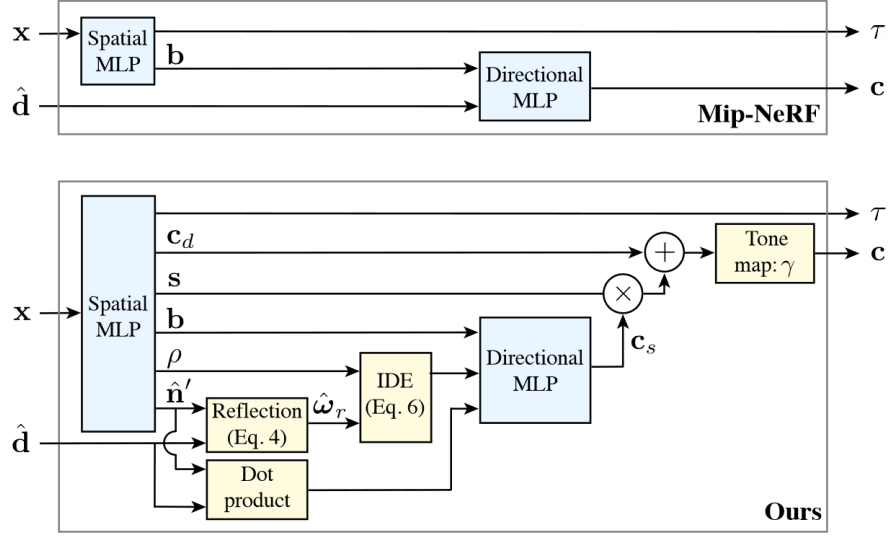 x
Spatial
MLP
τ
b
d̂
Directional
MLP
c
Mip-NeRF
x
Spatial
MLP
τ
c_d
s
b
ρ
n̂′
d̂
Reflection
(Eq. 4)
ω̂_r
Dot
product
IDE
(Eq. 6)
Directional
MLP
c_s
×
+
Tone
map: γ
c
Ours